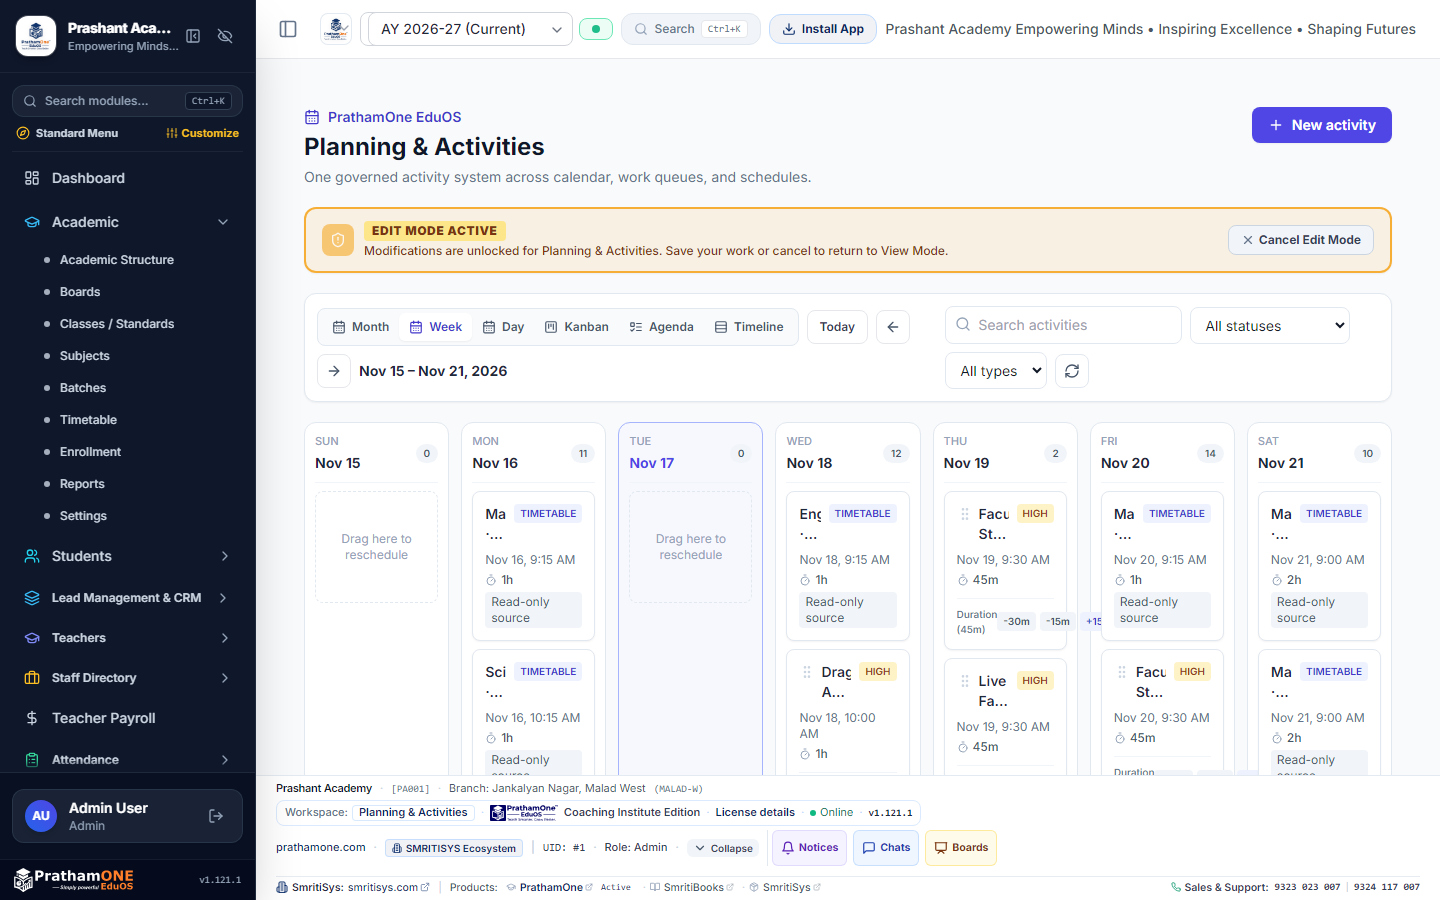 Prashant Aca...
Empowering Minds...
Search modules...
Ctrl+K
Standard Menu
Customize
Dashboard
Academic
Academic Structure
Boards
Classes / Standards
Subjects
Batches
Timetable
Enrollment
Reports
Settings
Students
Lead Management & CRM
Teachers
Staff Directory
Teacher Payroll
Attendance
AU
Admin User
Admin
PrathamONE
Simply powerful EduOS
v1.121.1
AY 2026-27 (Current)
Search
Ctrl+K
Install App
Prashant Academy Empowering Minds • Inspiring Excellence • Shaping Futures
PrathamOne EduOS
Planning & Activities
One governed activity system across calendar, work queues, and schedules.
New activity
EDIT MODE ACTIVE
Modifications are unlocked for Planning & Activities. Save your work or cancel to return to View Mode.
Cancel Edit Mode
Month
Week
Day
Kanban
Agenda
Timeline
Today
Search activities
All statuses
Nov 15 – Nov 21, 2026
All types
SUN
Nov 15
0
Drag here to
reschedule
MON
Nov 16
11
Ma
TIMETABLE
·...
Nov 16, 9:15 AM
1h
Read-only
source
Sci
TIMETABLE
·...
Nov 16, 10:15 AM
1h
Read-only
source
TUE
Nov 17
0
Drag here to
reschedule
WED
Nov 18
12
Eng
TIMETABLE
·...
Nov 18, 9:15 AM
1h
Read-only
source
Drag
HIGH
A...
Nov 18, 10:00
AM
1h
THU
Nov 19
2
Facu
HIGH
St...
Nov 19, 9:30 AM
45m
Duration
(45m)
-30m
-15m
+15
Live
HIGH
Fa...
Nov 19, 9:30 AM
45m
FRI
Nov 20
14
Ma
TIMETABLE
·...
Nov 20, 9:15 AM
1h
Read-only
source
Facu
HIGH
St...
Nov 20, 9:30 AM
45m
Duration
SAT
Nov 21
10
Ma
TIMETABLE
·...
Nov 21, 9:00 AM
2h
Read-only
source
Ma
TIMETABLE
·...
Nov 21, 9:00 AM
2h
Read-only
source
Prashant Academy · [PA001] · Branch: Jankalyan Nagar, Malad West (MALAD-W)
Workspace: Planning & Activities · PrathamOne EduOS Coaching Institute Edition · License details · Online · v1.121.1
prathamone.com · SMRITISYS Ecosystem | UID: #1 · Role: Admin · Collapse
Notices
Chats
Boards
SmritiSys: smritisys.com | Products: PrathamOne Active · SmritiBooks · SmritiSys
Sales & Support: 9323 023 007 | 9324 117 007